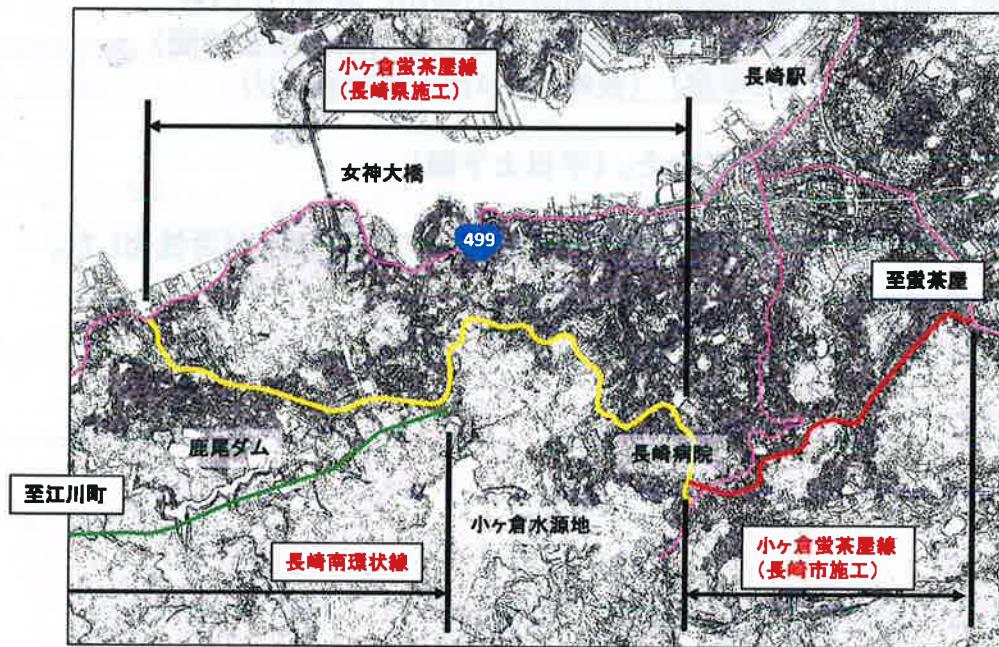 小ヶ倉蛍茶屋線
(長崎県施工)
長崎駅
女神大橋
499
至蛍茶屋
鹿尾ダム
長崎病院
至江川町
小ヶ倉水源地
長崎南環状線
小ヶ倉蛍茶屋線
(長崎市施工)